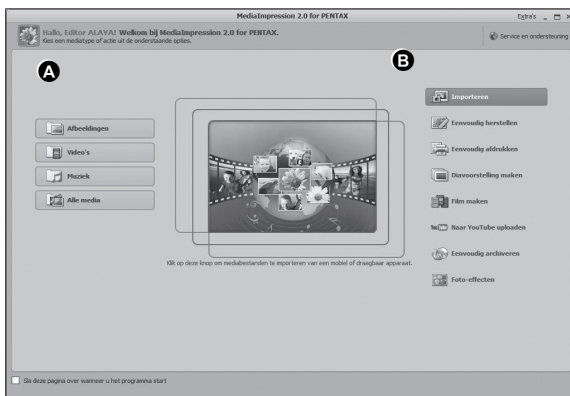 MediaImpression 2.0 for PENTAX
Extra's
Hallo, Editor ALAYA! Welkom bij MediaImpression 2.0 for PENTAX.
Kies een mediatype of actie uit de onderstaande opties.
Service en ondersteuning
A
B
Afbeeldingen
Video's
Muziek
Alle media
Klik op deze knop om mediabestanden te importeren van een mobiel of draagbaar apparaat.
Importeren
Eenvoudig herstellen
Eenvoudig afdrukken
Diavoorstelling maken
Film maken
Naar YouTube uploaden
Eenvoudig archiveren
Foto-effecten
Sla deze pagina over wanneer u het programma start